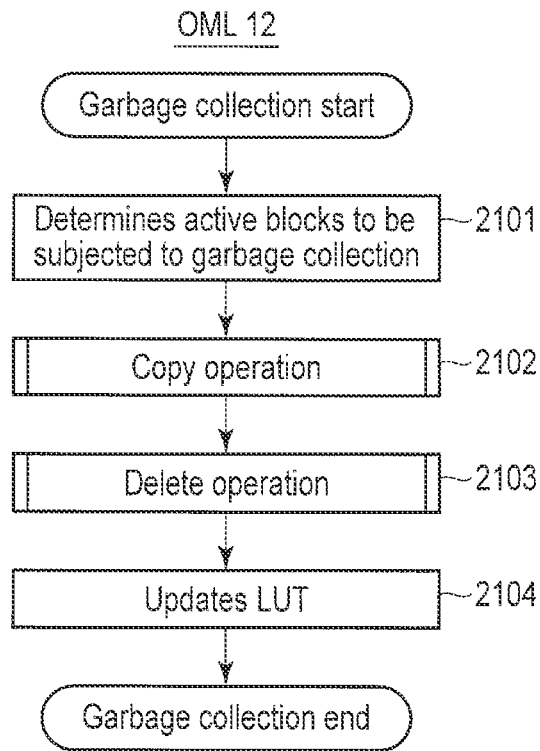 OML 12
Garbage collection start
Determines active blocks to be
subjected to garbage collection
2101
Copy operation
2102
Delete operation
2103
Updates LUT
2104
Garbage collection end